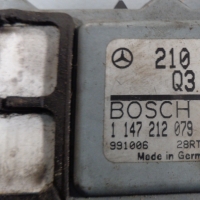 210
Q3
BOSCH
1 147 212 079
991006 28RT
Made in Germ